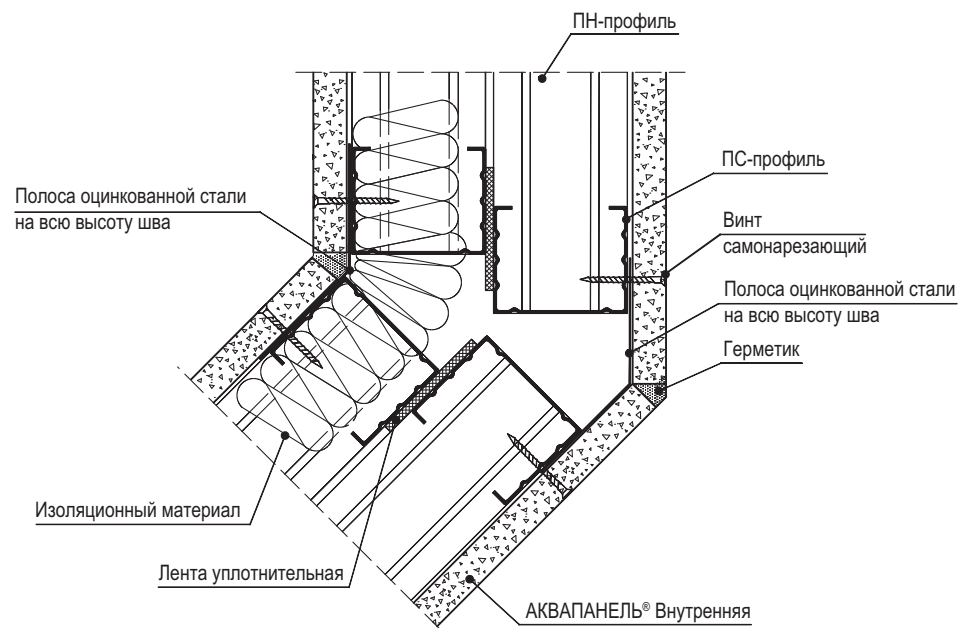 ПН-профиль
ПС-профиль
Полоса оцинкованной стали
на всю высоту шва
Винт
самонарезающий
Полоса оцинкованной стали
на всю высоту шва
Герметик
Изоляционный материал
Лента уплотнительная
АКВАПАНЕЛЬ® Внутренняя